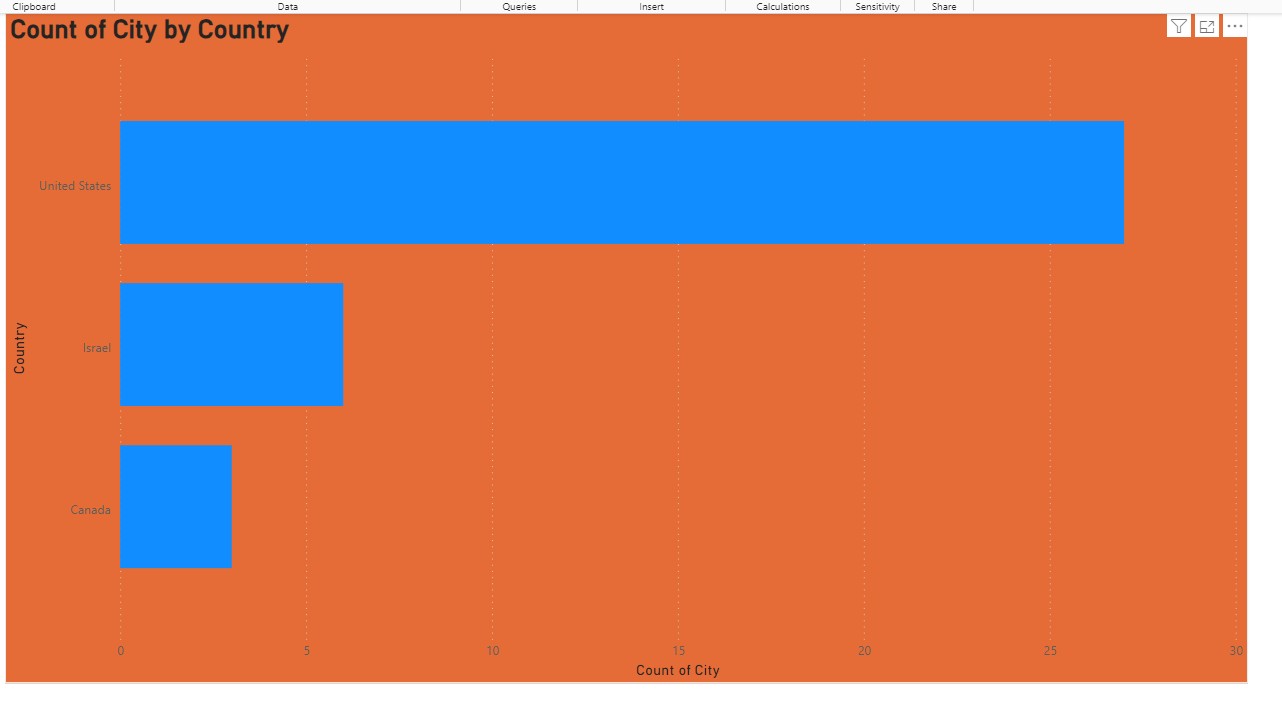 Clipboard Data Queries Insert Calculations Sensitivity Share
Count of City by Country
United States
Israel
Canada
Country
0 5 10 15 20 25 30
Count of City